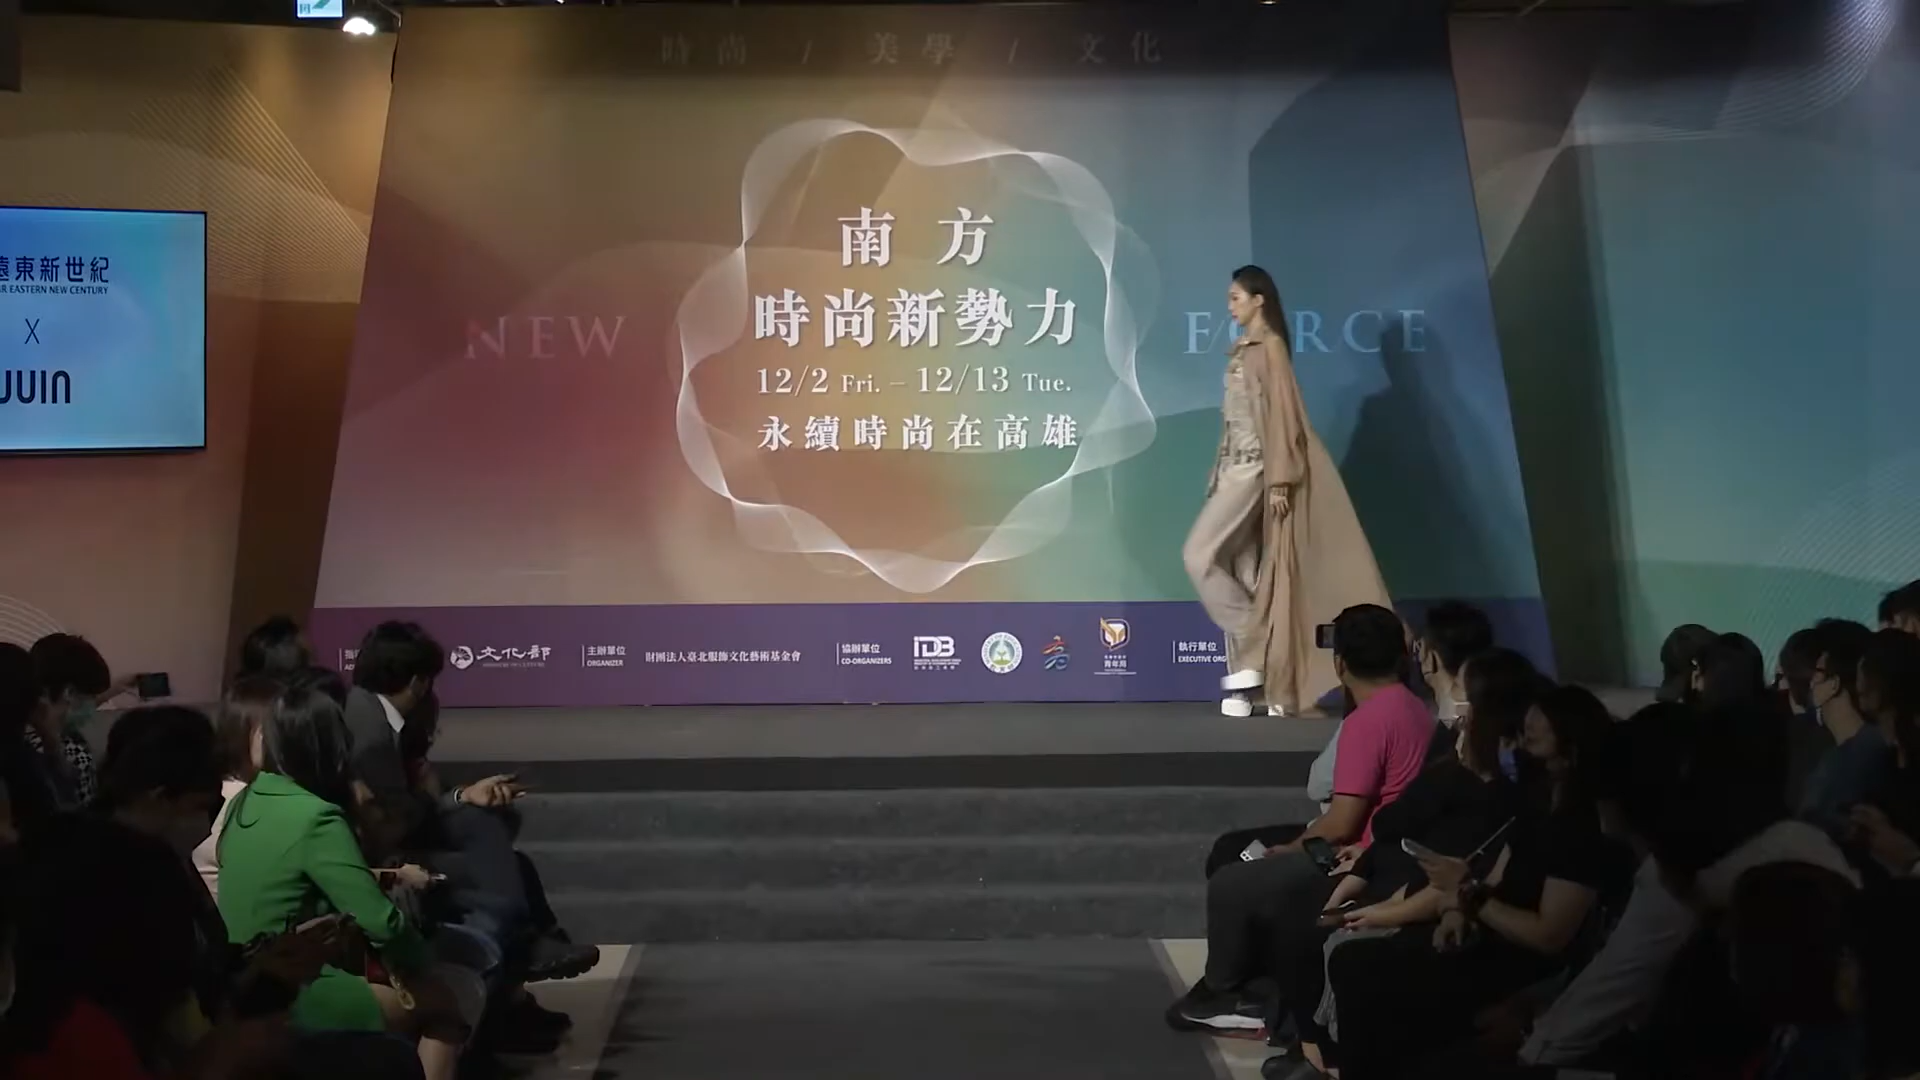 時尚 / 美學 / 文化
南方
時尚新勢力
NEW FORCE
12/2 Fri. – 12/13 Tue.
永續時尚在高雄
遠東新世紀
FAR EASTERN NEW CENTURY
X
JUIN
文化部
主辦單位
ORGANIZER
財團法人臺北服飾文化藝術基金會
協辦單位
CO-ORGANIZERS
IDB
青年局
執行單位